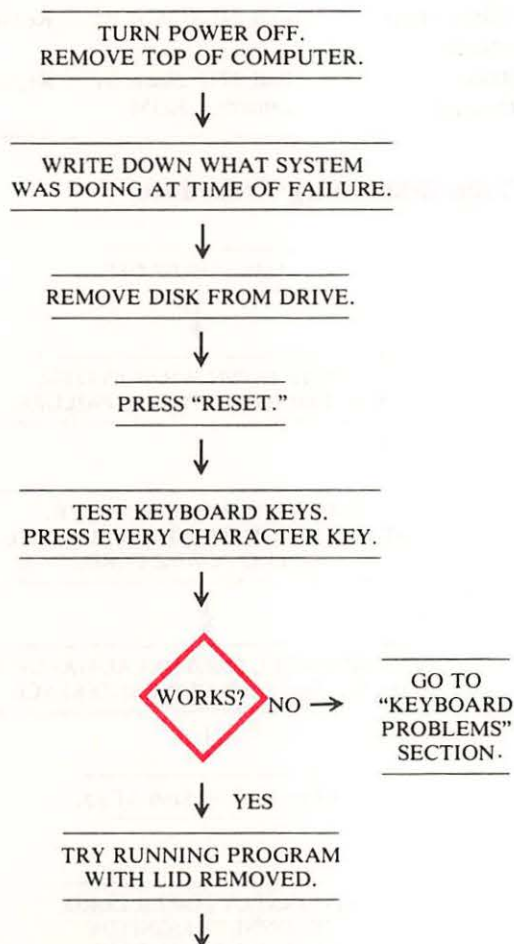 TURN POWER OFF.
REMOVE TOP OF COMPUTER.
WRITE DOWN WHAT SYSTEM
WAS DOING AT TIME OF FAILURE.
REMOVE DISK FROM DRIVE.
PRESS “RESET.”
TEST KEYBOARD KEYS.
PRESS EVERY CHARACTER KEY.
WORKS?
NO
GO TO
“KEYBOARD
PROBLEMS”
SECTION.
YES
TRY RUNNING PROGRAM
WITH LID REMOVED.